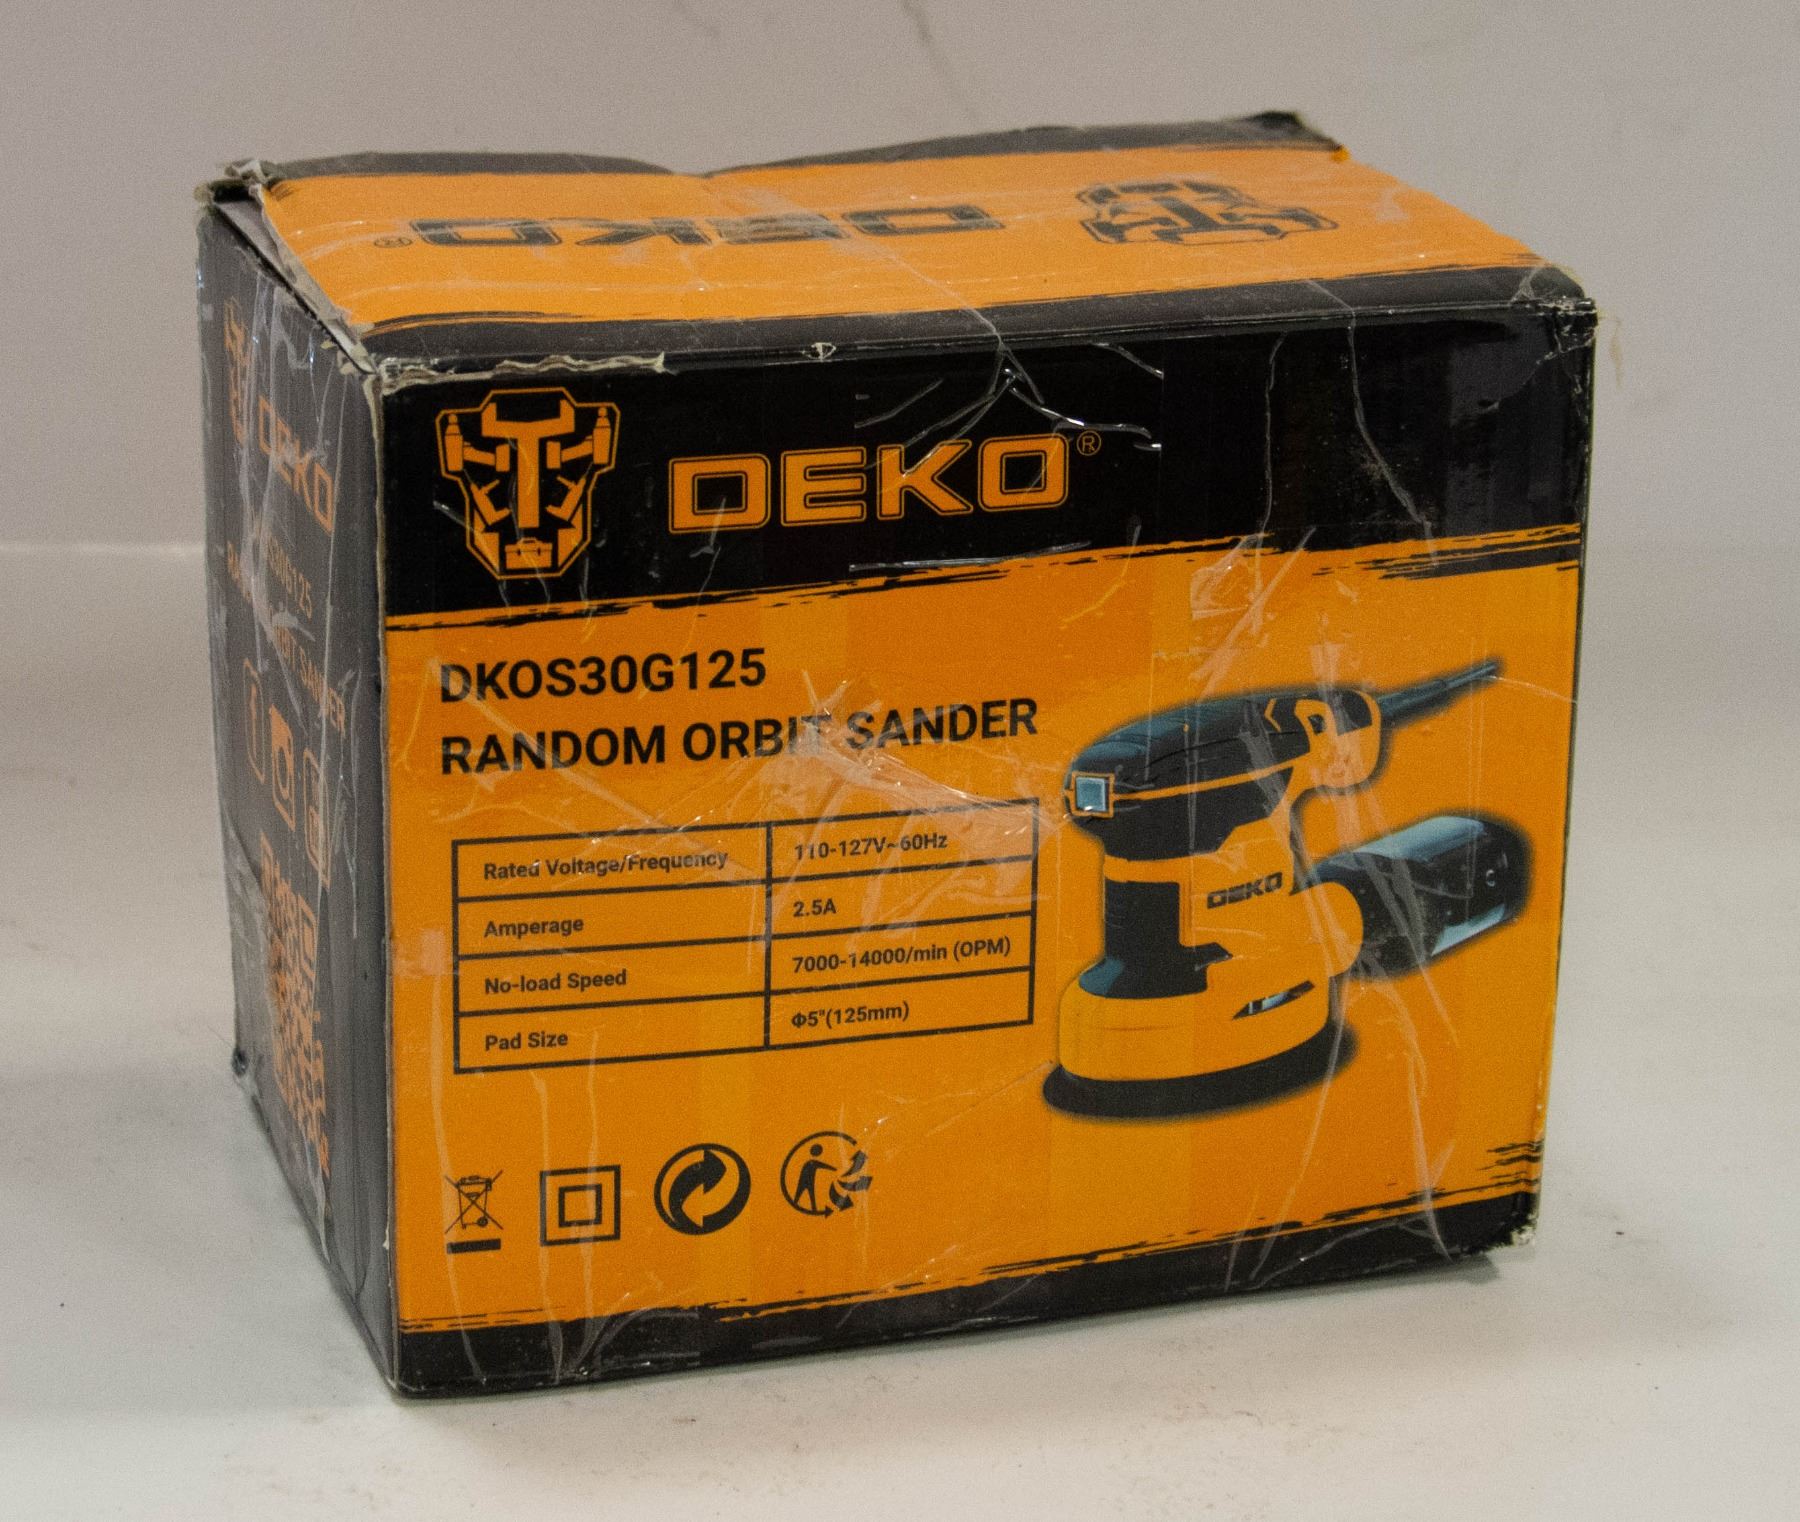 DEKO®
DEKO®
DKOS30G125
RANDOM ORBIT SANDER
Rated Voltage/Frequency 110-127V~60Hz
Amperage 2.5A
No-load Speed 7000-14000/min (OPM)
Pad Size Φ5"(125mm)
DEKO
DEKO
SANDER